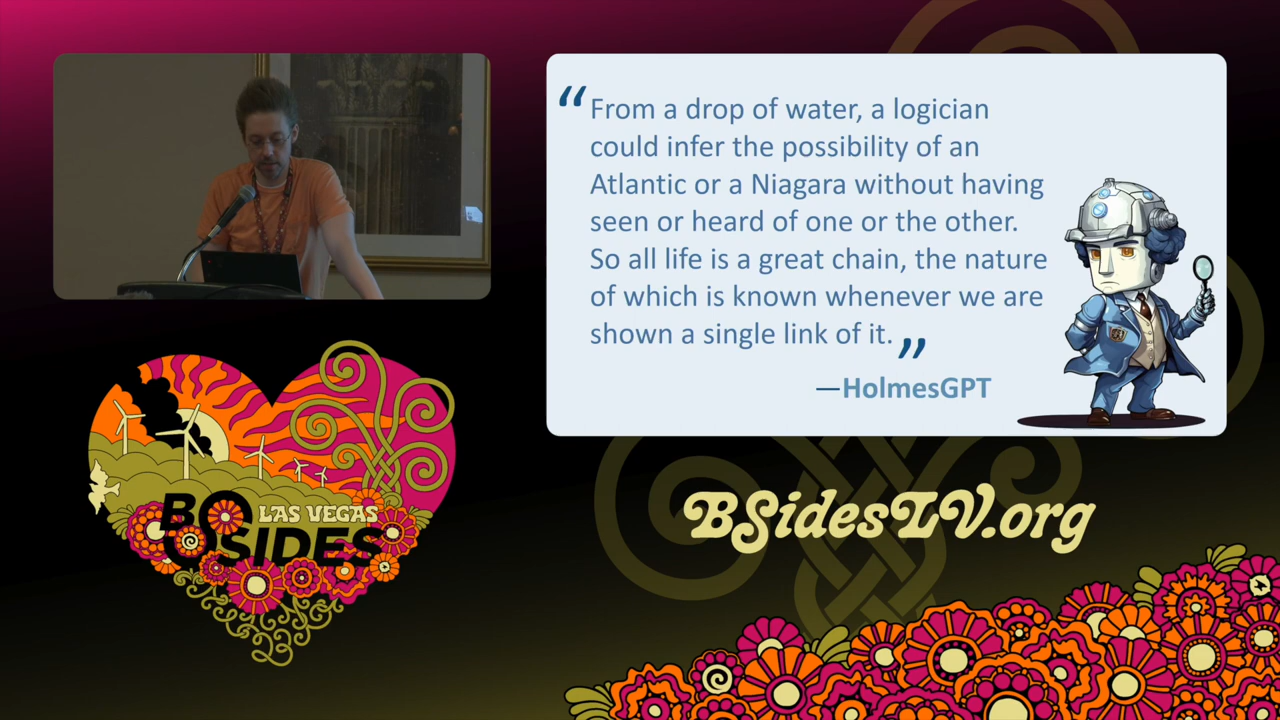 “From a drop of water, a logician
could infer the possibility of an
Atlantic or a Niagara without having
seen or heard of one or the other.
So all life is a great chain, the nature
of which is known whenever we are
shown a single link of it.”
—HolmesGPT
LAS VEGAS
BSIDES
BSidesLV.org